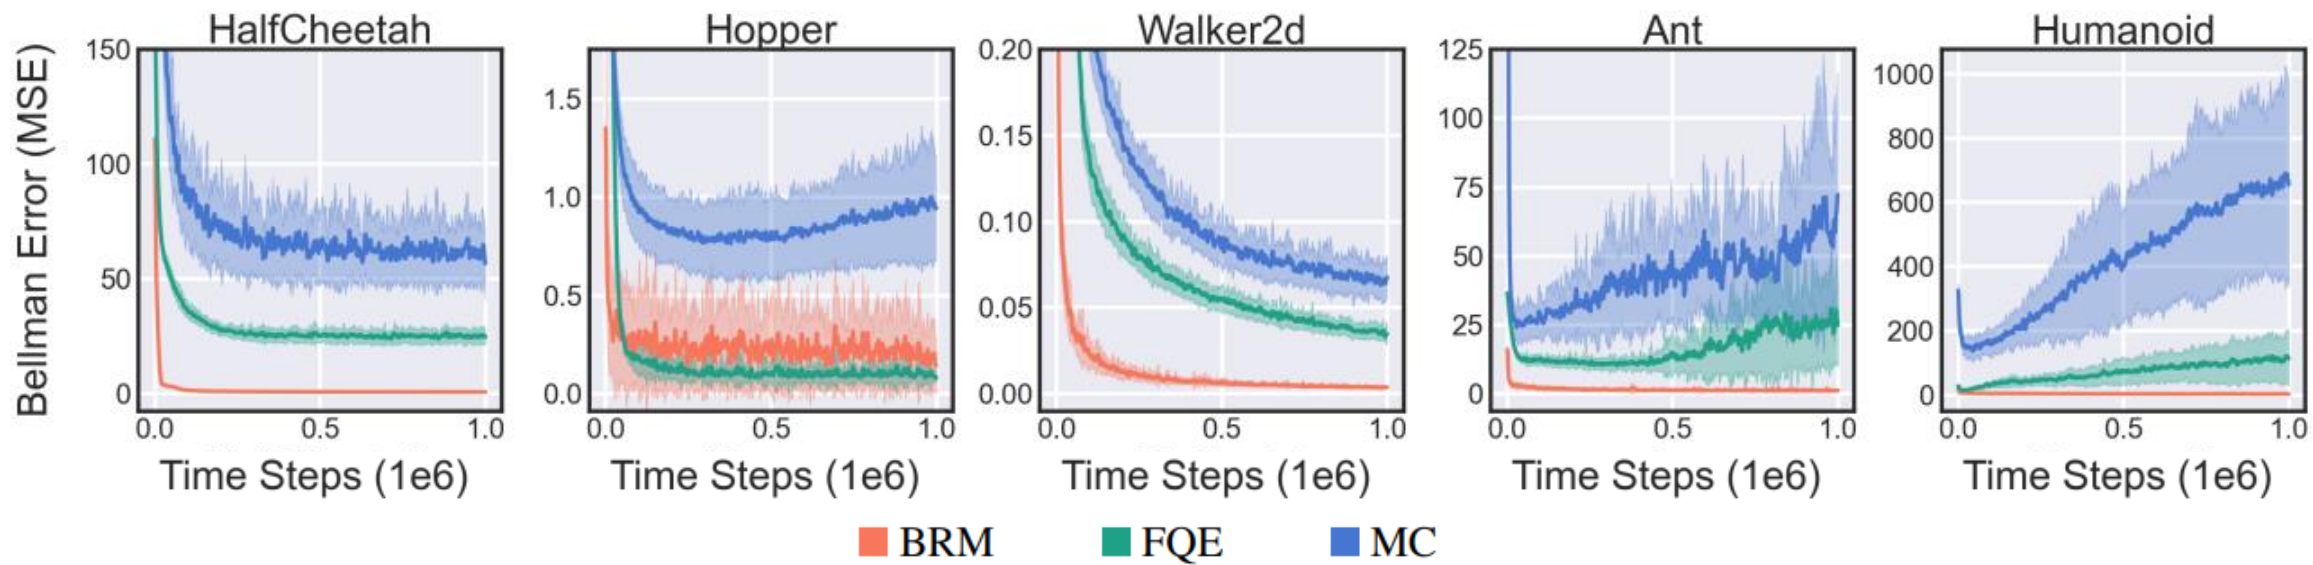 HalfCheetah Hopper Walker2d Ant Humanoid
Bellman Error (MSE)
150
100
50
0
0.0 0.5 1.0
Time Steps (1e6)
1.5
1.0
0.5
0.0
0.0 0.5 1.0
Time Steps (1e6)
0.20
0.15
0.10
0.05
0.00
0.0 0.5 1.0
Time Steps (1e6)
125
100
75
50
25
0
0.0 0.5 1.0
Time Steps (1e6)
1000
800
600
400
200
0
0.0 0.5 1.0
Time Steps (1e6)
BRM FQE MC